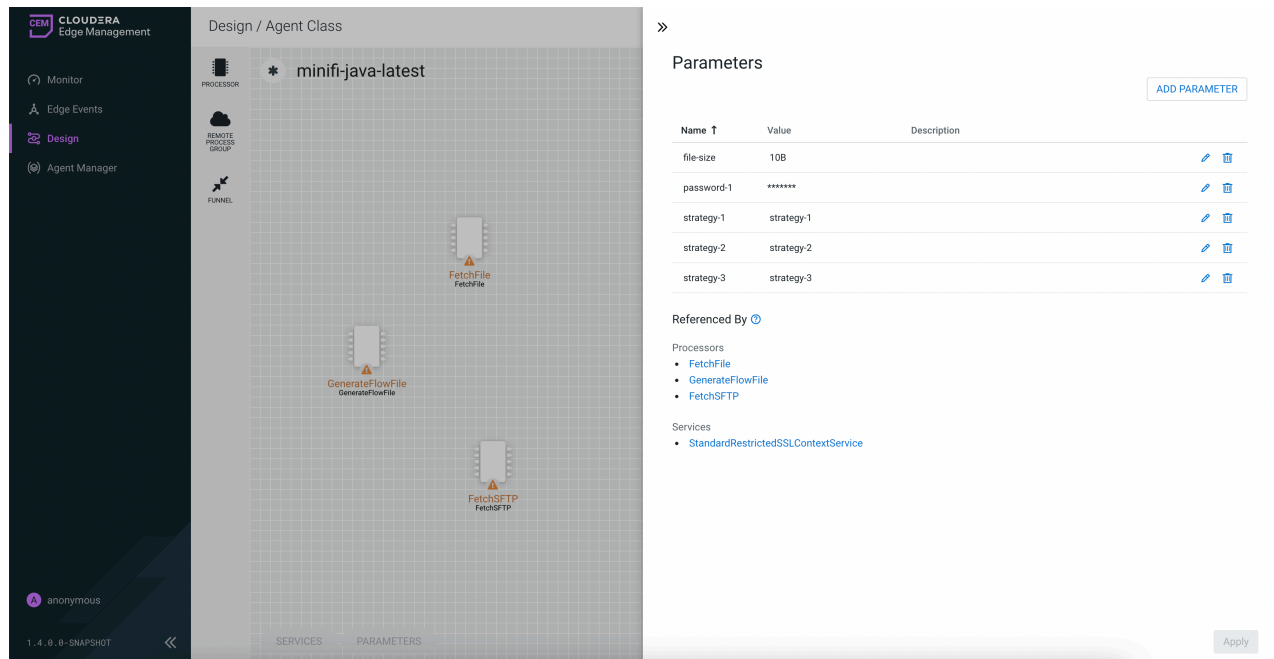 CEM CLOUDERA
Edge Management
Monitor
Edge Events
Design
Agent Manager
A anonymous
1.4.0.0-SNAPSHOT
Design / Agent Class
PROCESSOR
REMOTE
PROCESS
GROUP
FUNNEL
minifi-java-latest
FetchFile
FetchFile
GenerateFlowFile
GenerateFlowFile
FetchSFTP
FetchSFTP
SERVICES PARAMETERS
Parameters
ADD PARAMETER
Name ↑ Value Description
file-size 10B
password-1 *******
strategy-1 strategy-1
strategy-2 strategy-2
strategy-3 strategy-3
Referenced By
Processors
• FetchFile
• GenerateFlowFile
• FetchSFTP
Services
• StandardRestrictedSSLContextService
Apply